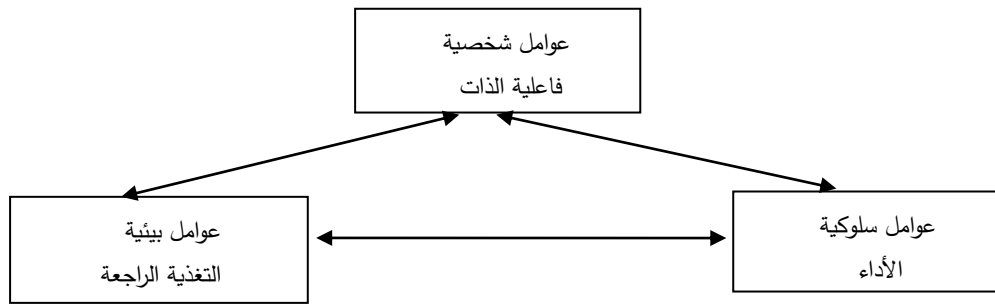 عوامل شخصية
فاعلية الذات
عوامل سلوكية
الأداء
عوامل بيئية
التغذية الراجعة